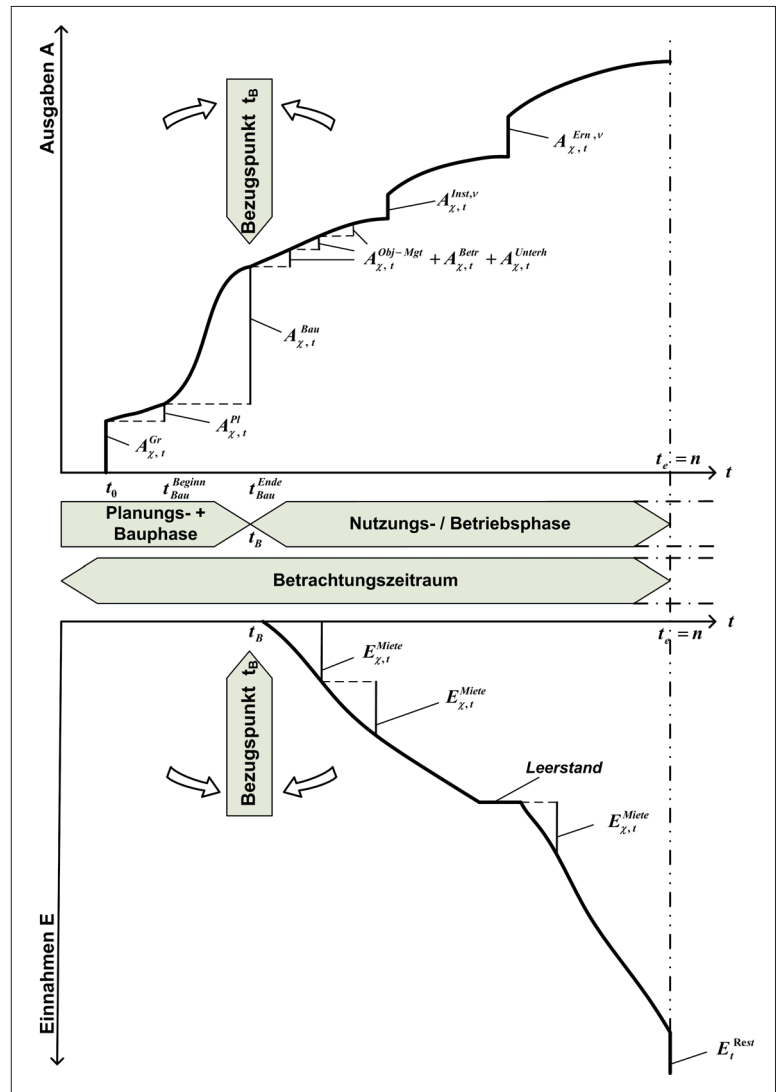 Ausgaben A
Bezugspunkt t_B
A_{χ,t}^{Ern,ν}
A_{χ,t}^{Inst,ν}
A_{χ,t}^{Obj-Mgt} + A_{χ,t}^{Betr} + A_{χ,t}^{Unterh}
A_{χ,t}^{Bau}
A_{χ,t}^{Pl}
A_{χ,t}^{Gr}
t_e = n
t
t_0
t_{Bau}^{Beginn}
t_{Bau}^{Ende}
Planungs- +
Bauphase
t_B
Nutzungs- / Betriebsphase
Betrachtungszeitraum
t_B
t_e = n
t
E_{χ,t}^{Miete}
Bezugspunkt t_B
E_{χ,t}^{Miete}
Leerstand
E_{χ,t}^{Miete}
Einnahmen E
E_t^{Rest}